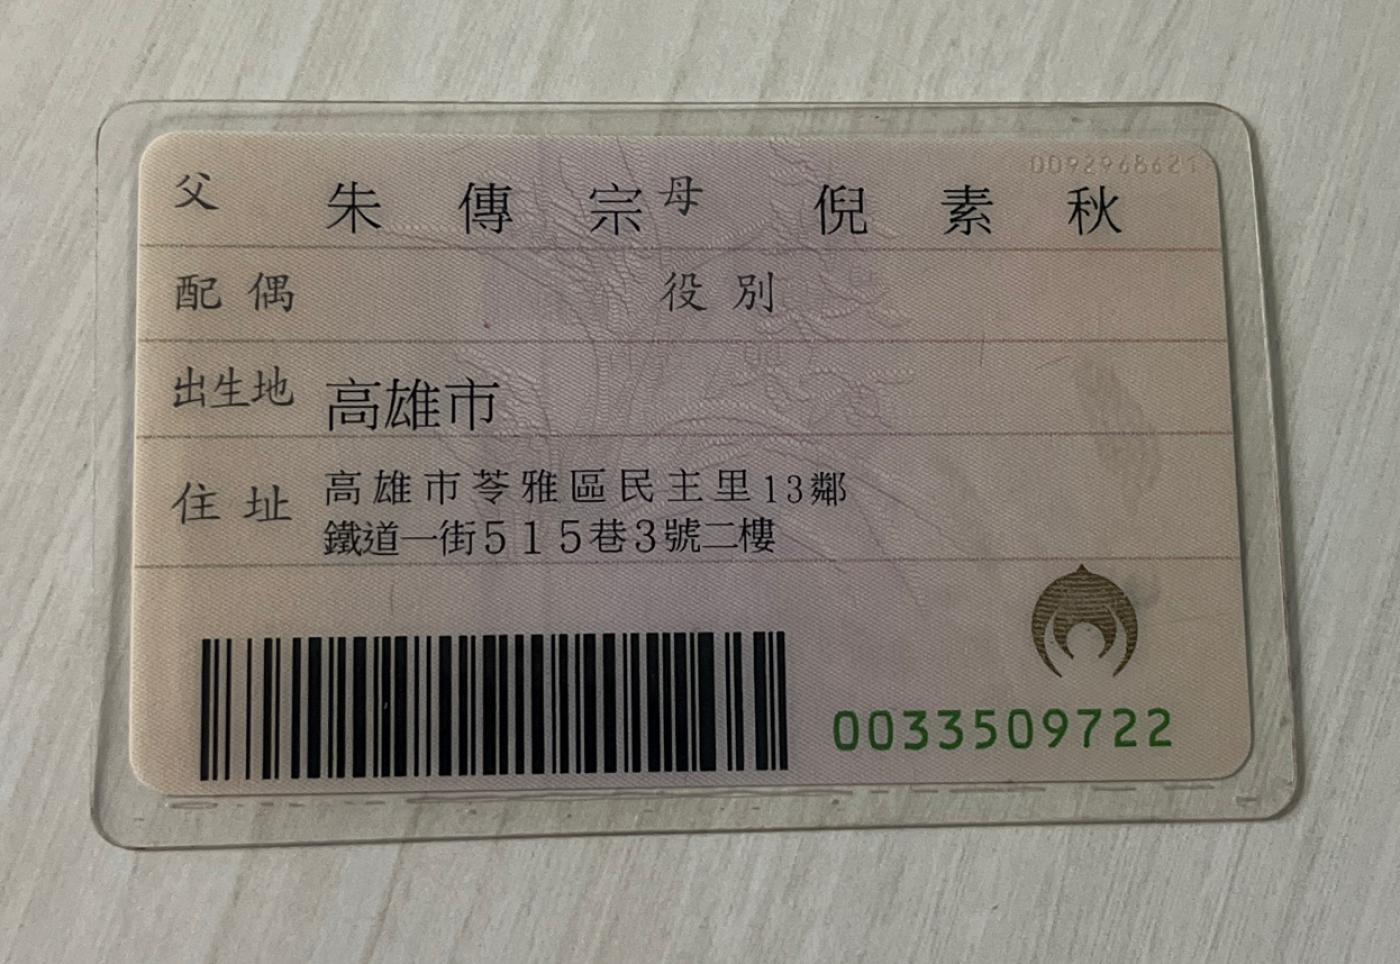 0092968621
父 朱傳宗 母 倪素秋
配偶 役別
出生地 高雄市
住址 高雄市苓雅區民主里13鄰
鐵道一街515巷3號二樓
0033509722